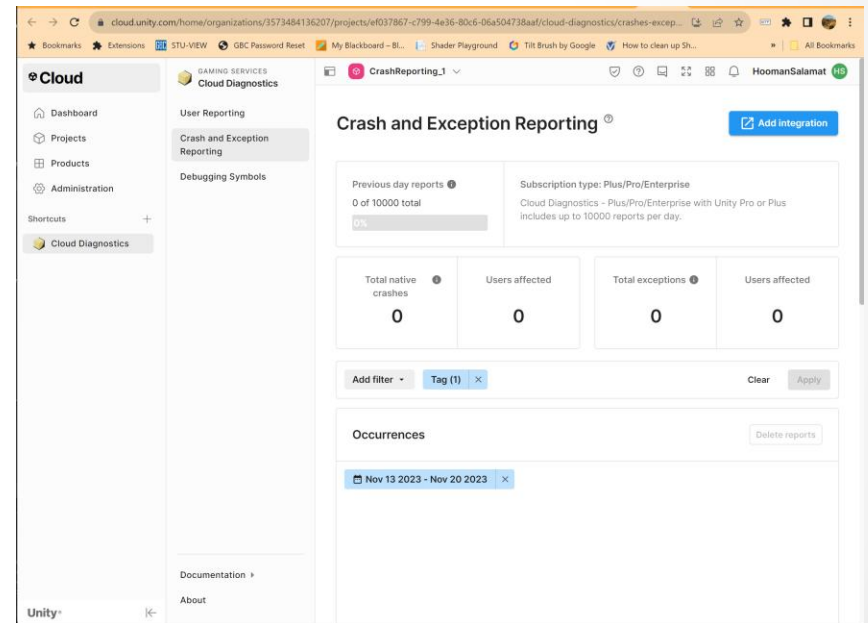 cloud.unity.com/home/organizations/3573484136207/projects/ef037867-c799-4e36-80c6-06a504738aaf/cloud-diagnostics/crashes-excep...
Bookmarks Extensions STU-VIEW GBC Password Reset My Blackboard – Bl... Shader Playground Tilt Brush by Google How to clean up Sh... » All Bookmarks
Cloud
Dashboard
Projects
Products
Administration
Shortcuts
Cloud Diagnostics
Unity
GAMING SERVICES
Cloud Diagnostics
User Reporting
Crash and Exception
Reporting
Debugging Symbols
Documentation
About
CrashReporting_1
HoomanSalamat HS
Crash and Exception Reporting
Add integration
Previous day reports
0 of 10000 total
0%
Subscription type: Plus/Pro/Enterprise
Cloud Diagnostics - Plus/Pro/Enterprise with Unity Pro or Plus
includes up to 10000 reports per day.
Total native
crashes
0
Users affected
0
Total exceptions
0
Users affected
0
Add filter Tag (1) × Clear Apply
Occurrences
Delete reports
Nov 13 2023 - Nov 20 2023 ×